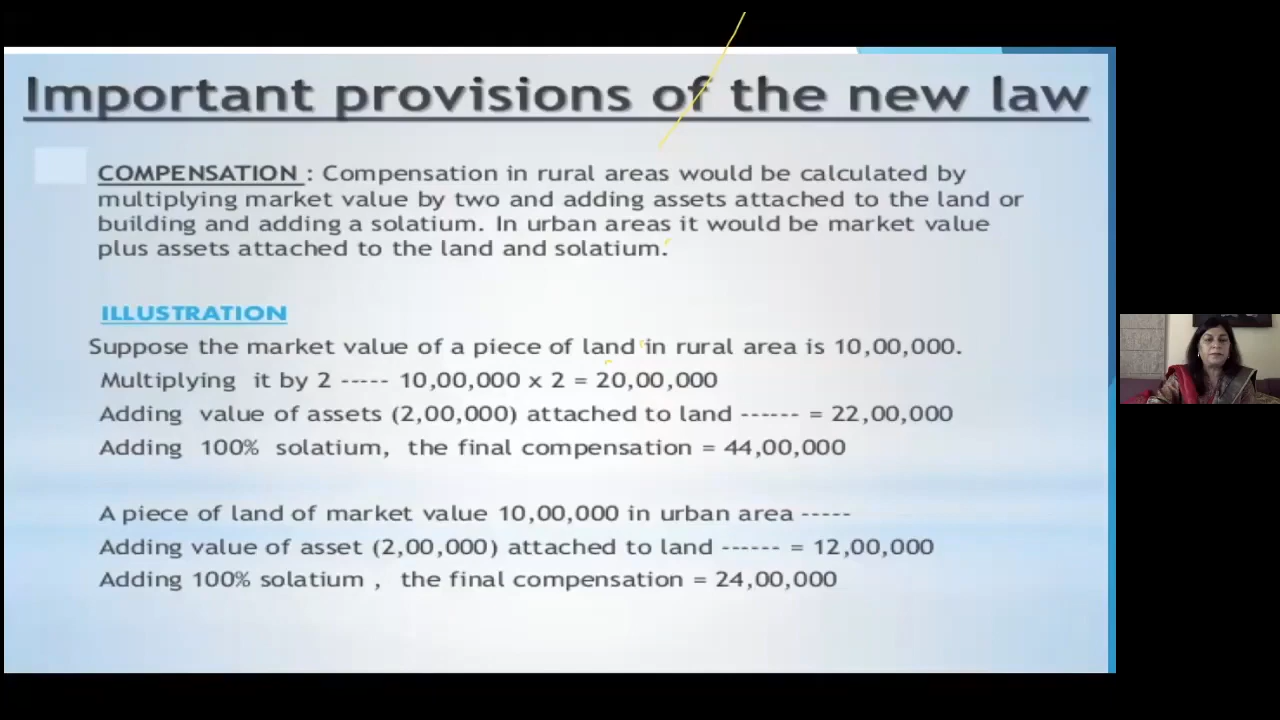 Important provisions of the new law
COMPENSATION : Compensation in rural areas would be calculated by
multiplying market value by two and adding assets attached to the land or
building and adding a solatium. In urban areas it would be market value
plus assets attached to the land and solatium.
ILLUSTRATION
Suppose the market value of a piece of land in rural area is 10,00,000.
Multiplying it by 2 ----- 10,00,000 x 2 = 20,00,000
Adding value of assets (2,00,000) attached to land ------ = 22,00,000
Adding 100% solatium, the final compensation = 44,00,000
A piece of land of market value 10,00,000 in urban area -----
Adding value of asset (2,00,000) attached to land ------ = 12,00,000
Adding 100% solatium , the final compensation = 24,00,000